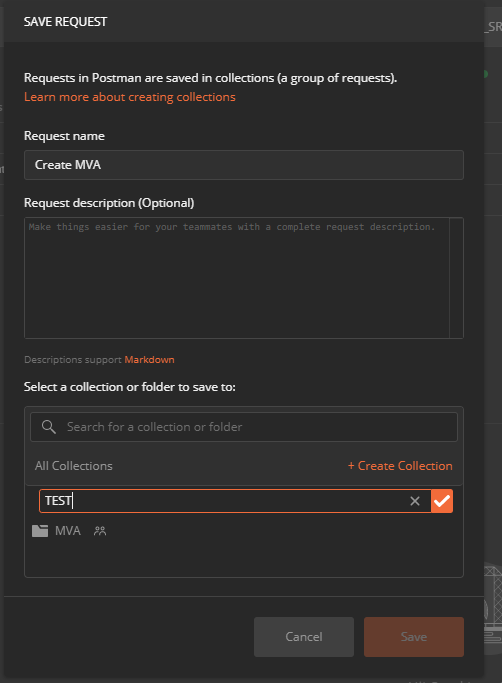 SAVE REQUEST
Requests in Postman are saved in collections (a group of requests).
Learn more about creating collections
Request name
Create MVA
Request description (Optional)
Make things easier for your teammates with a complete request description.
Descriptions support Markdown
Select a collection or folder to save to:
Search for a collection or folder
All Collections
+ Create Collection
TEST
MVA
Cancel
Save